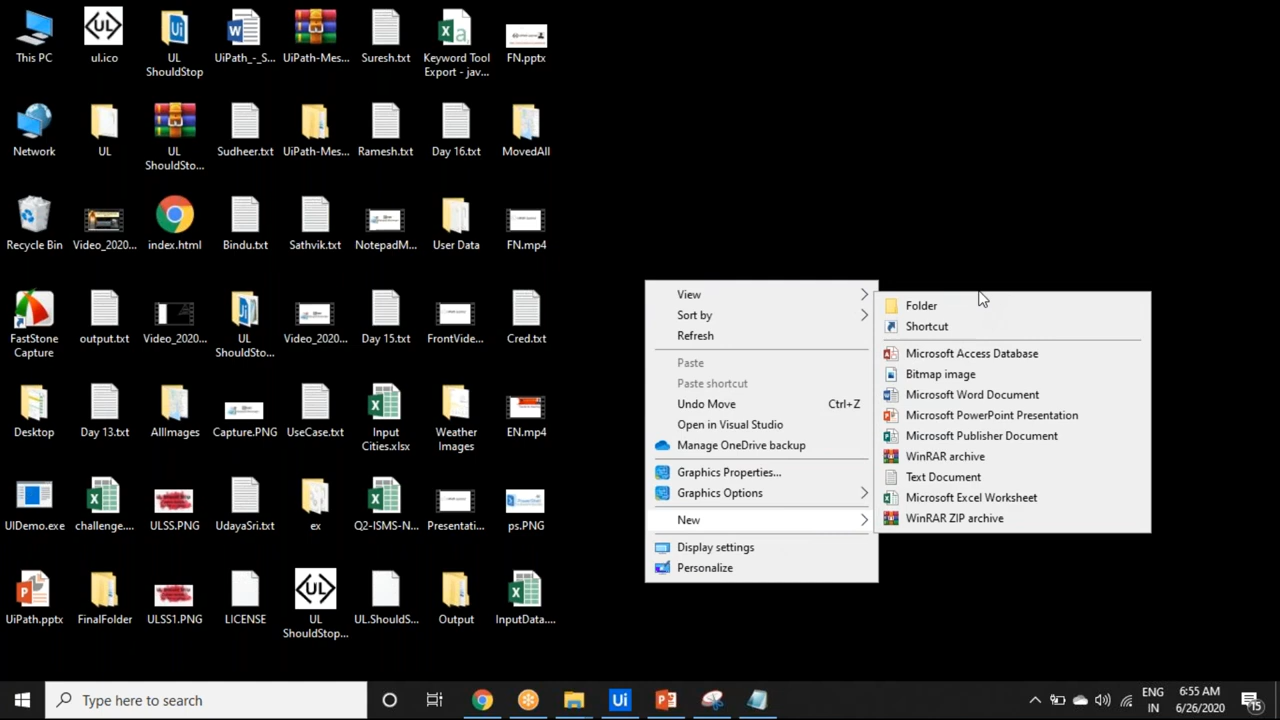 This PC
ul.ico
UL
ShouldStop
UiPath_-_S...
UiPath-Mes...
Suresh.txt
Keyword Tool
Export - jav...
FN.pptx
Network
UL
UL
ShouldSto...
Sudheer.txt
UiPath-Mes...
Ramesh.txt
Day 16.txt
MovedAll
Recycle Bin
Video_2020...
index.html
Bindu.txt
Sathvik.txt
NotepadM...
User Data
FN.mp4
FastStone
Capture
output.txt
Video_2020...
UL
ShouldSto...
Video_2020...
Day 15.txt
FrontVide...
Cred.txt
Desktop
Day 13.txt
AllImages
Capture.PNG
UseCase.txt
Input
Cities.xlsx
Weather
Images
EN.mp4
UIDemo.exe
challenge....
ULSS.PNG
UdayaSri.txt
ex
Q2-ISMS-N...
Presentati...
ps.PNG
UiPath.pptx
FinalFolder
ULSS1.PNG
LICENSE
UL
ShouldStop...
UL.ShouldS...
Output
InputData....
View
Sort by
Refresh
Paste
Paste shortcut
Undo Move Ctrl+Z
Open in Visual Studio
Manage OneDrive backup
Graphics Properties...
Graphics Options
New
Display settings
Personalize
Folder
Shortcut
Microsoft Access Database
Bitmap image
Microsoft Word Document
Microsoft PowerPoint Presentation
Microsoft Publisher Document
WinRAR archive
Text Document
Microsoft Excel Worksheet
WinRAR ZIP archive
Type here to search
Ui
ENG
IN
6:55 AM
6/26/2020
15